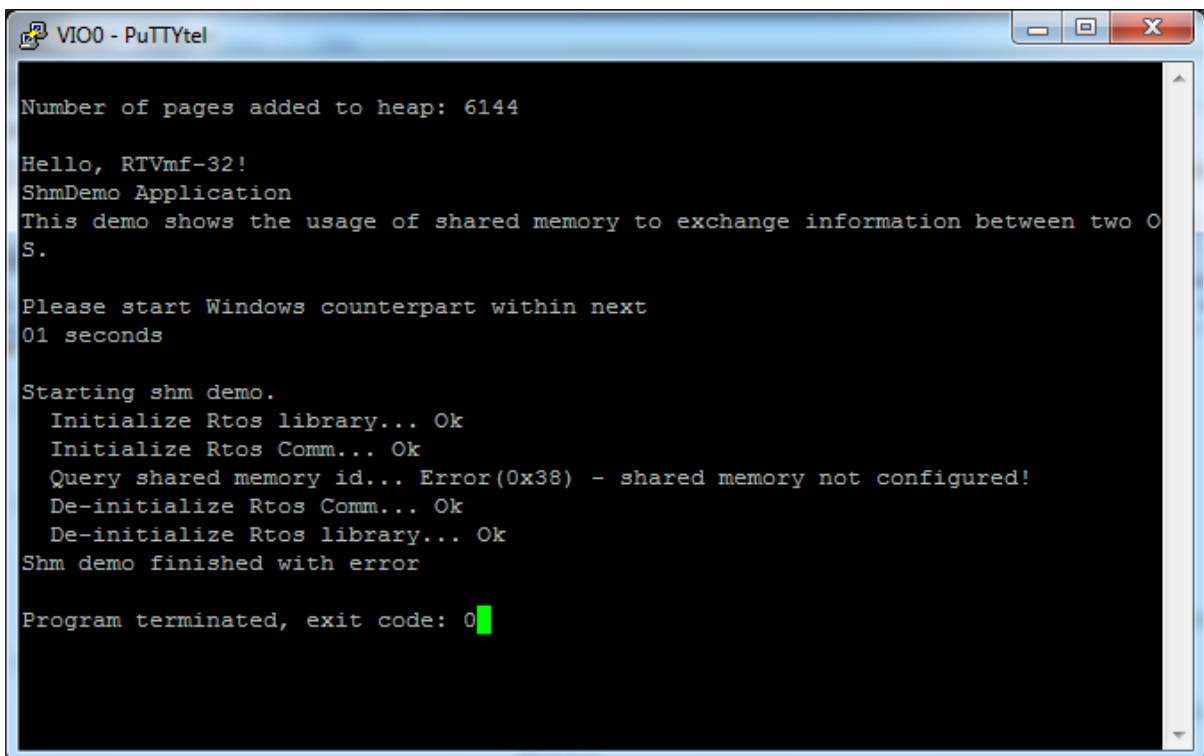 VIO0 - PuTTYtel
Number of pages added to heap: 6144
Hello, RTVmf-32!
ShmDemo Application
This demo shows the usage of shared memory to exchange information between two O
S.
Please start Windows counterpart within next
01 seconds
Starting shm demo.
Initialize Rtos library... Ok
Initialize Rtos Comm... Ok
Query shared memory id... Error(0x38) - shared memory not configured!
De-initialize Rtos Comm... Ok
De-initialize Rtos library... Ok
Shm demo finished with error
Program terminated, exit code: 0